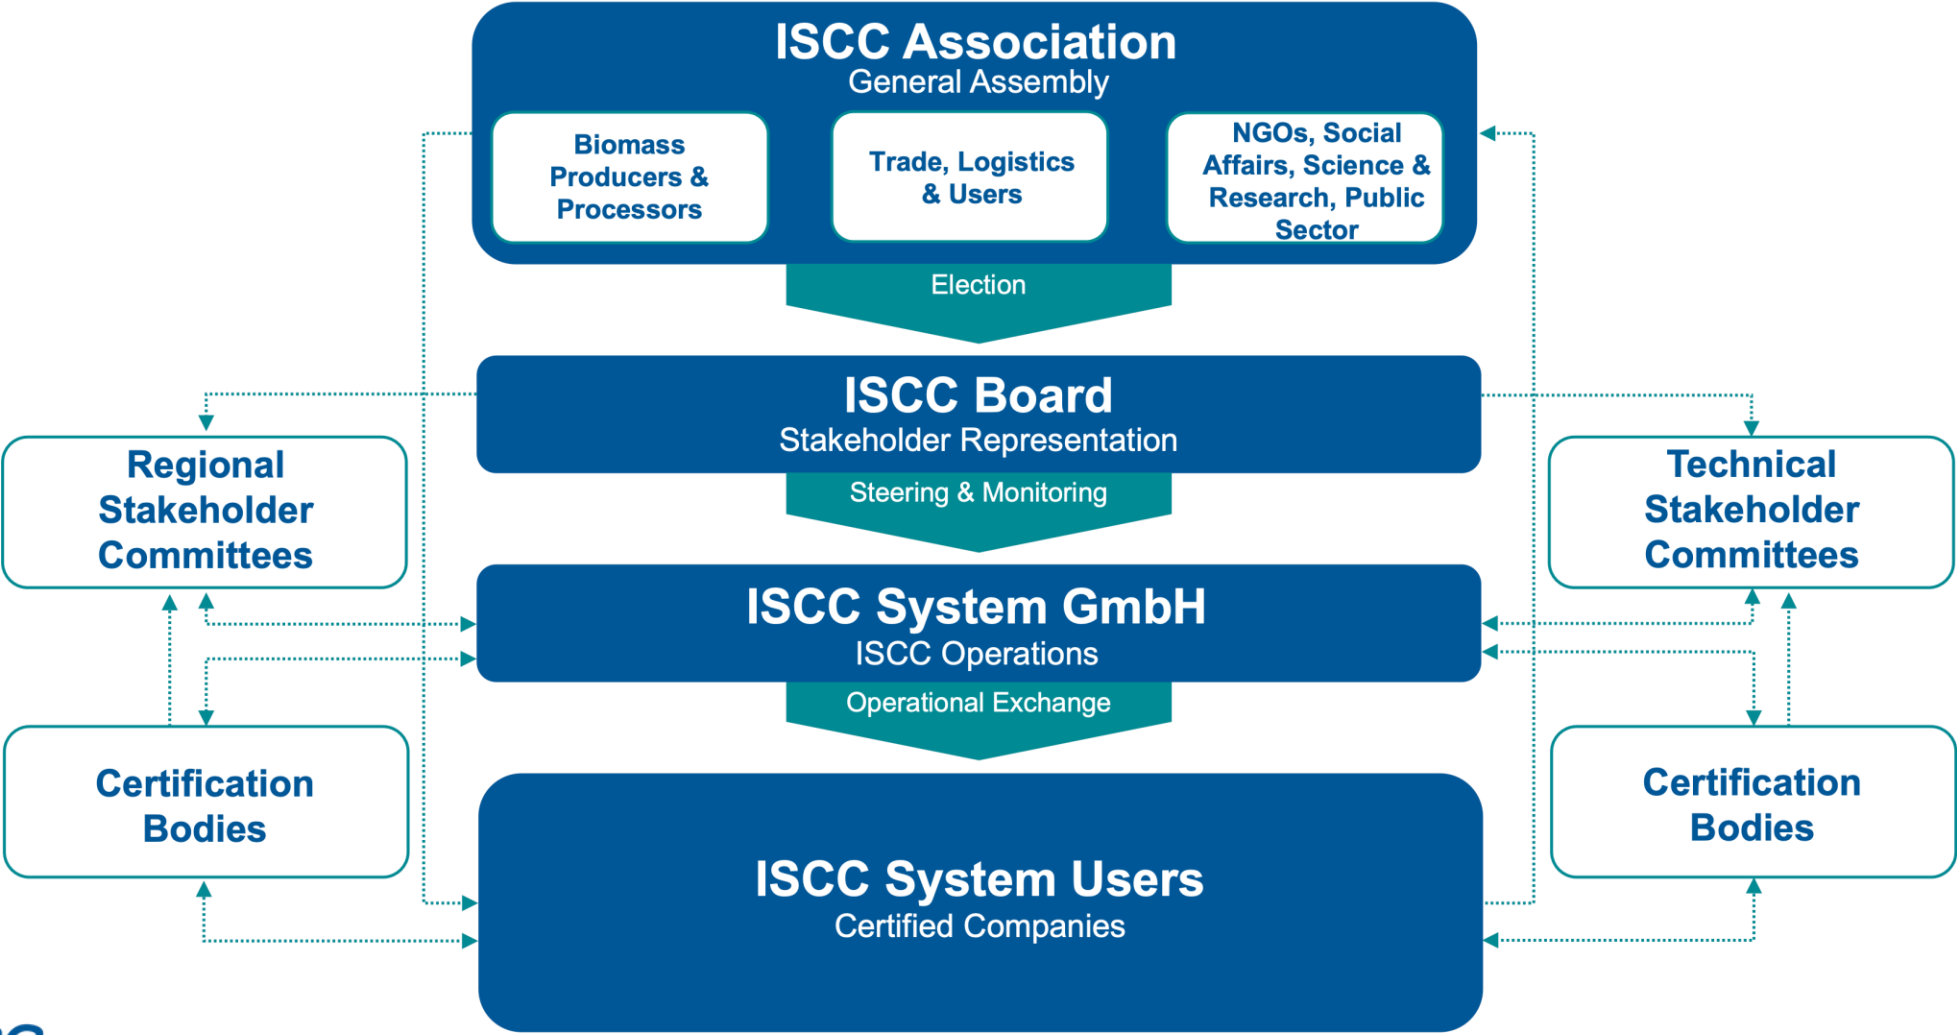 ISCC Association
General Assembly
Biomass
Producers &
Processors
Trade, Logistics
& Users
NGOs, Social
Affairs, Science &
Research, Public
Sector
Election
ISCC Board
Stakeholder Representation
Regional
Stakeholder
Committees
Technical
Stakeholder
Committees
Steering & Monitoring
ISCC System GmbH
ISCC Operations
Operational Exchange
Certification
Bodies
Certification
Bodies
ISCC System Users
Certified Companies